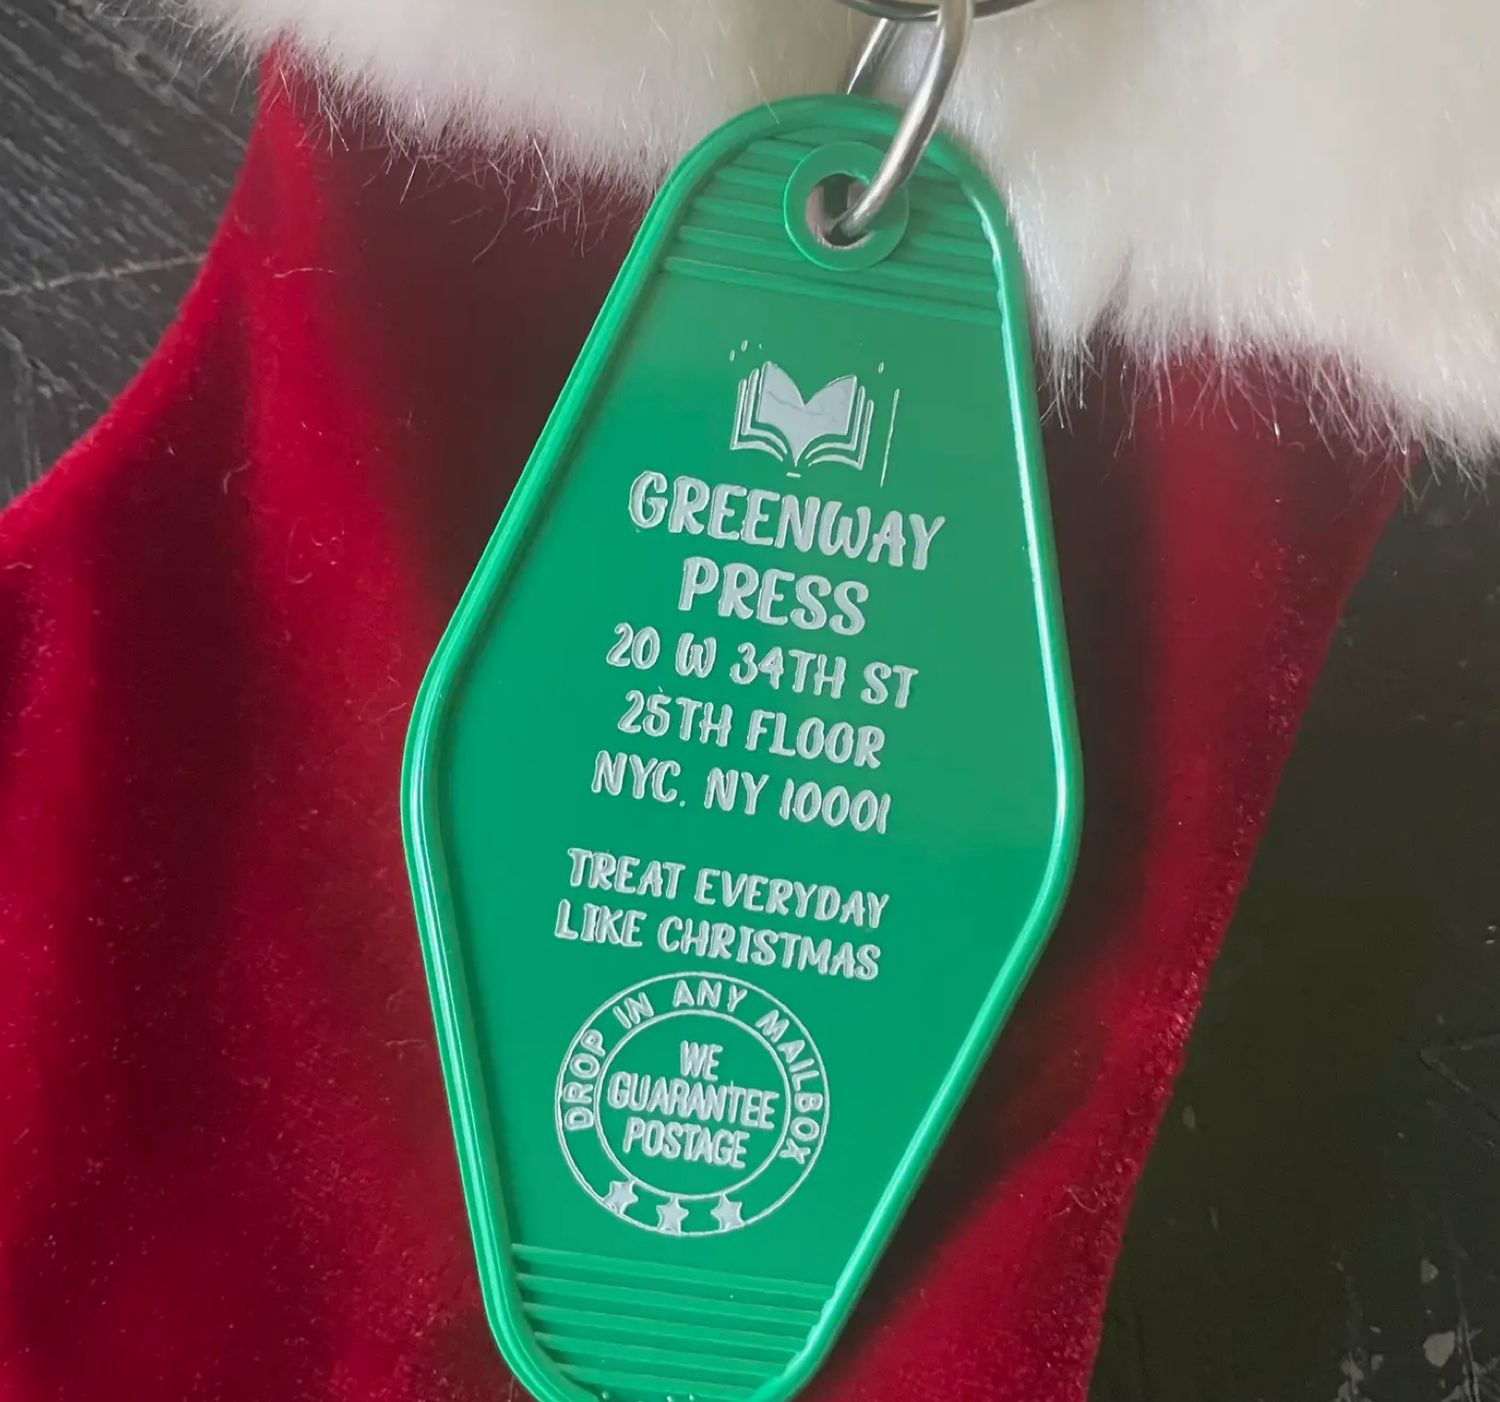 GREENWAY
PRESS
20 W 34TH ST
25TH FLOOR
NYC. NY 10001
TREAT EVERYDAY
LIKE CHRISTMAS
DROP IN ANY MAILBOX
WE
GUARANTEE
POSTAGE